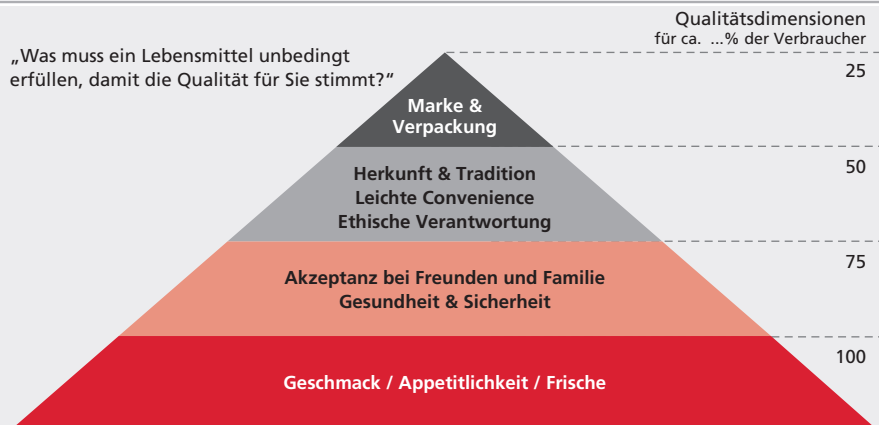 Qualitätsdimensionen
für ca. ...% der Verbraucher
„Was muss ein Lebensmittel unbedingt
erfüllen, damit die Qualität für Sie stimmt?“
25
Marke &
Verpackung
50
Herkunft & Tradition
Leichte Convenience
Ethische Verantwortung
75
Akzeptanz bei Freunden und Familie
Gesundheit & Sicherheit
100
Geschmack / Appetitlichkeit / Frische